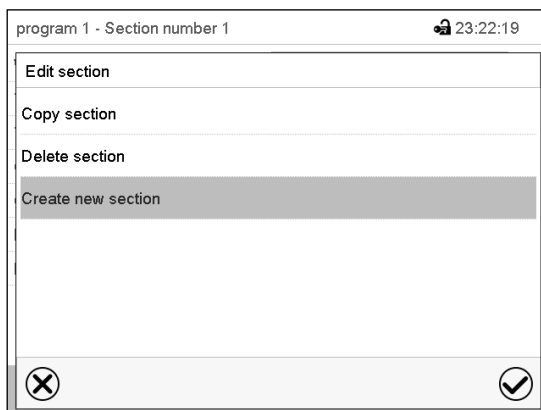 program 1 - Section number 1 23:22:19
Edit section
Copy section
Delete section
Create new section